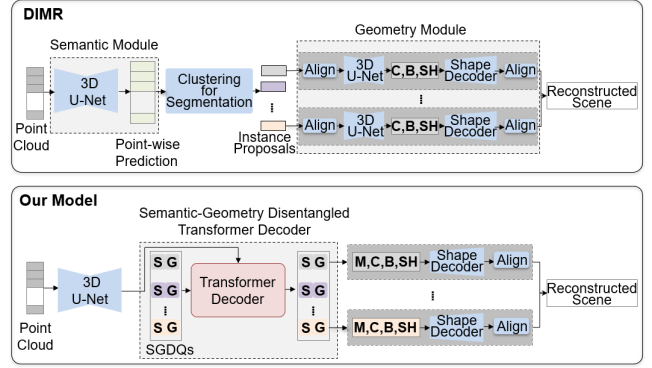 DIMR
Semantic Module
Geometry Module
3D
U-Net
Point
Cloud
Point-wise
Prediction
Clustering
for
Segmentation
Instance
Proposals
Align
3D
U-Net
C,B,SH
Shape
Decoder
Align
Align
3D
U-Net
C,B,SH
Shape
Decoder
Align
Reconstructed
Scene
Our Model
Semantic-Geometry Disentangled
Transformer Decoder
Point
Cloud
3D
U-Net
S G
S G
S G
SGDQs
Transformer
Decoder
S G
S G
S G
M,C,B,SH
Shape
Decoder
Align
M,C,B,SH
Shape
Decoder
Align
Reconstructed
Scene